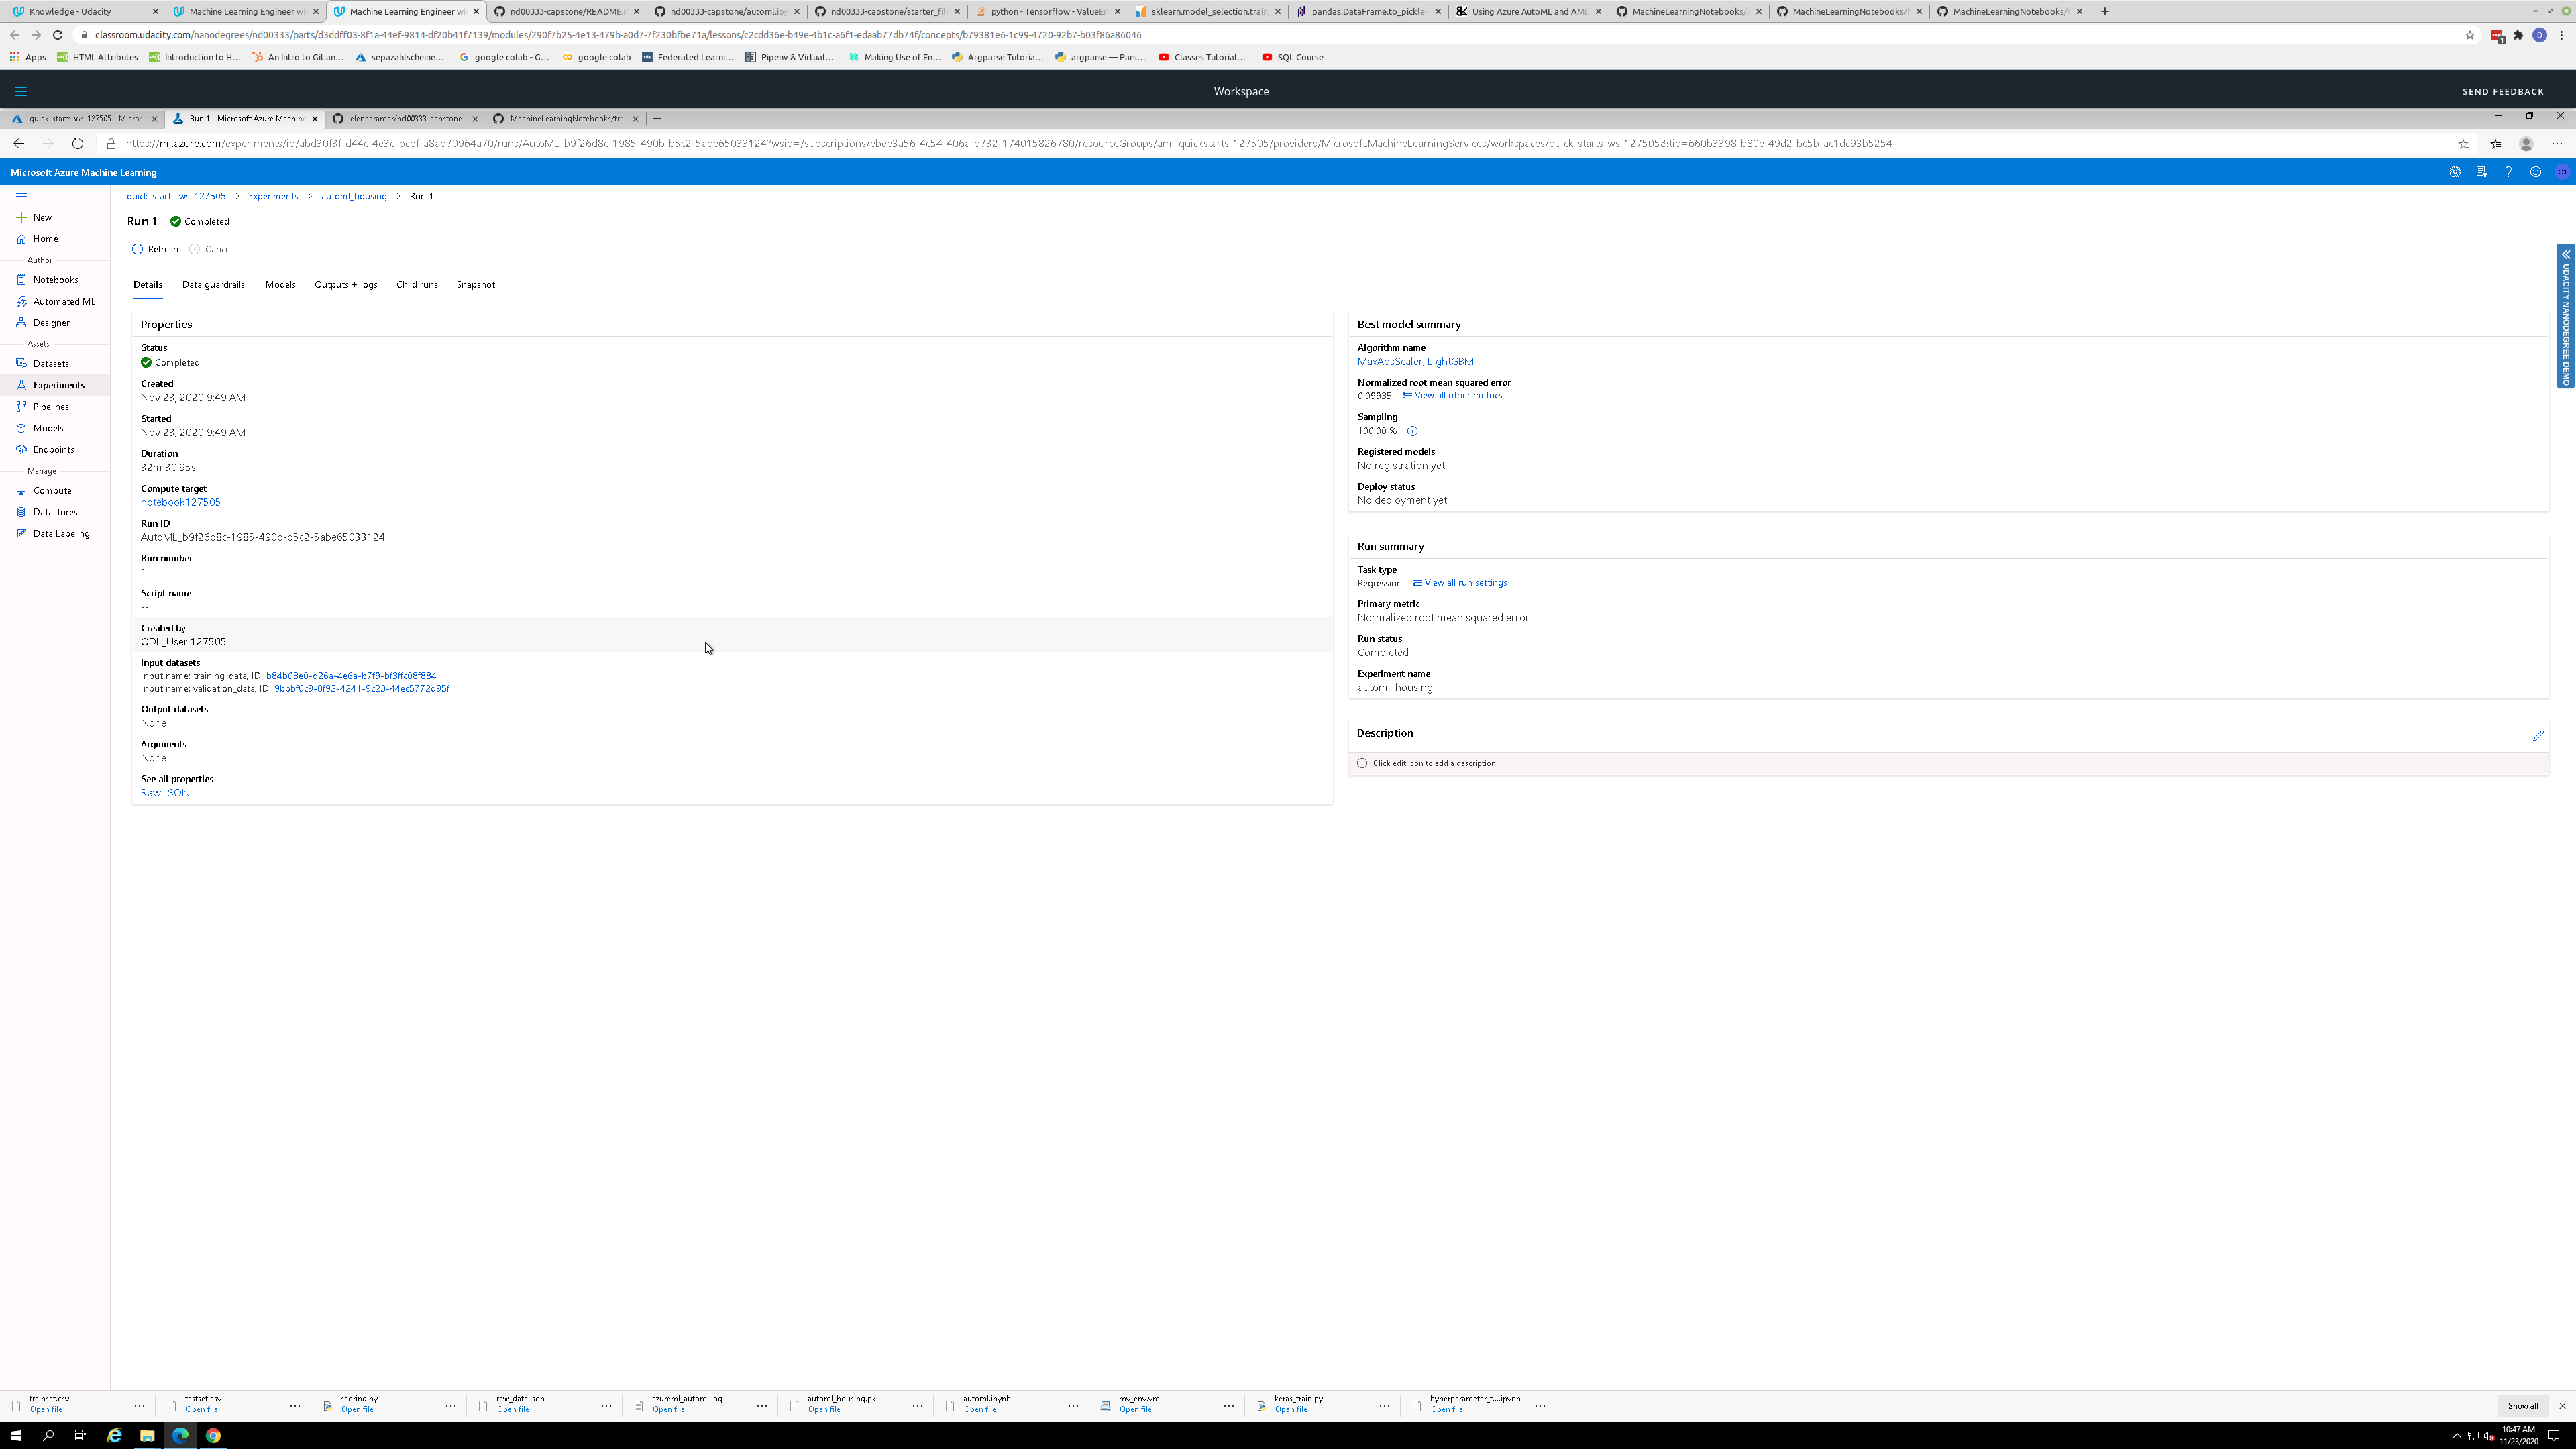 Knowledge - Udacity
Machine Learning Engineer wi
Machine Learning Engineer wi
nd00333-capstone/README.
nd00333-capstone/automl.ip
nd00333-capstone/starter_fil
python - Tensorflow - ValueEr
sklearn.model_selection.train
pandas.DataFrame.to_pickle
Using Azure AutoML and AML
MachineLearningNotebooks/
MachineLearningNotebooks/
MachineLearningNotebooks/
classroom.udacity.com/nanodegrees/nd00333/parts/d3ddff03-8f1a-44ef-9814-df20b41f7139/modules/290f7b25-4e13-479b-a0d7-7f230bfbe71a/lessons/c2cdd36e-b49e-4b1c-a6f1-edaab77db74f/concepts/b79381e6-1c99-4720-92b7-b03f86a86046
Apps
HTML Attributes
Introduction to H...
An Intro to Git an...
sepazahlscheine...
google colab - G...
google colab
Federated Learni...
Pipenv & Virtual...
Making Use of En...
Argparse Tutoria...
argparse — Pars...
Classes Tutorial...
SQL Course
Workspace
SEND FEEDBACK
quick-starts-ws-127505 - Micros
Run 1 - Microsoft Azure Machine
elenacramer/nd00333-capstone
MachineLearningNotebooks/trai
https://ml.azure.com/experiments/id/abd30f3f-d44c-4e3e-bcdf-a8ad70964a70/runs/AutoML_b9f26d8c-1985-490b-b5c2-5abe65033124?wsid=/subscriptions/ebee3a56-4c54-406a-b732-174015826780/resourceGroups/aml-quickstarts-127505/providers/Microsoft.MachineLearningServices/workspaces/quick-starts-ws-127505&tid=660b3398-b80e-49d2-bc5b-ac1dc93b5254
Microsoft Azure Machine Learning
quick-starts-ws-127505 > Experiments > automl_housing > Run 1
New
Home
Author
Notebooks
Automated ML
Designer
Assets
Datasets
Experiments
Pipelines
Models
Endpoints
Manage
Compute
Datastores
Data Labeling
Run 1 Completed
Refresh Cancel
Details Data guardrails Models Outputs + logs Child runs Snapshot
Properties
Status
Completed
Created
Nov 23, 2020 9:49 AM
Started
Nov 23, 2020 9:49 AM
Duration
32m 30.95s
Compute target
notebook127505
Run ID
AutoML_b9f26d8c-1985-490b-b5c2-5abe65033124
Run number
1
Script name
--
Created by
ODL_User 127505
Input datasets
Input name: training_data, ID: b84b03e0-d26a-4e6a-b7f9-bf3ffc08f884
Input name: validation_data, ID: 9bbbf0c9-8f92-4241-9c23-44ec5772d95f
Output datasets
None
Arguments
None
See all properties
Raw JSON
Best model summary
Algorithm name
MaxAbsScaler, LightGBM
Normalized root mean squared error
0.09935 View all other metrics
Sampling
100.00 %
Registered models
No registration yet
Deploy status
No deployment yet
Run summary
Task type
Regression View all run settings
Primary metric
Normalized root mean squared error
Run status
Completed
Experiment name
automl_housing
Description
Click edit icon to add a description
UDACITY NANODEGREE DEMO
trainset.csv
Open file
testset.csv
Open file
scoring.py
Open file
raw_data.json
Open file
azureml_automl.log
Open file
automl_housing.pkl
Open file
automl.ipynb
Open file
my_env.yml
Open file
keras_train.py
Open file
hyperparameter_t....ipynb
Open file
Show all
10:47 AM
11/23/2020